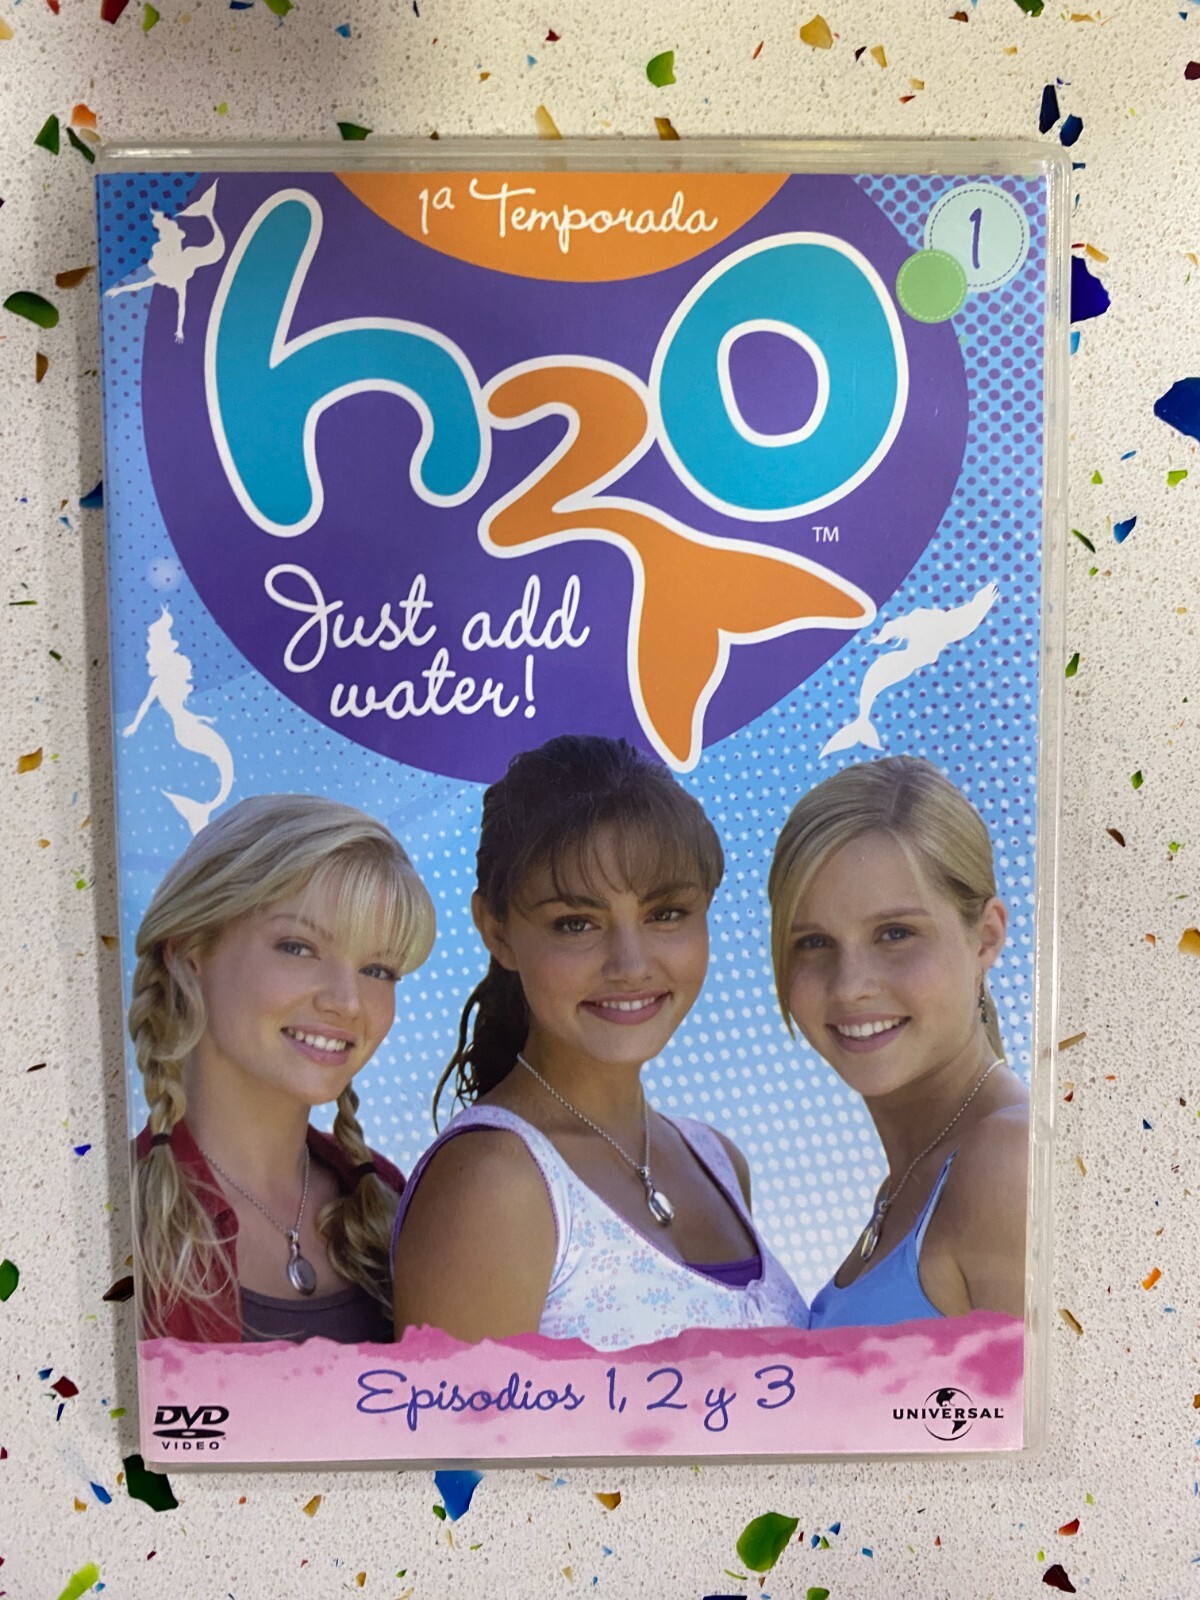 1ª Temporada
1
h2o
TM
Just add
water!
Episodios 1, 2 y 3
DVD
VIDEO
UNIVERSAL